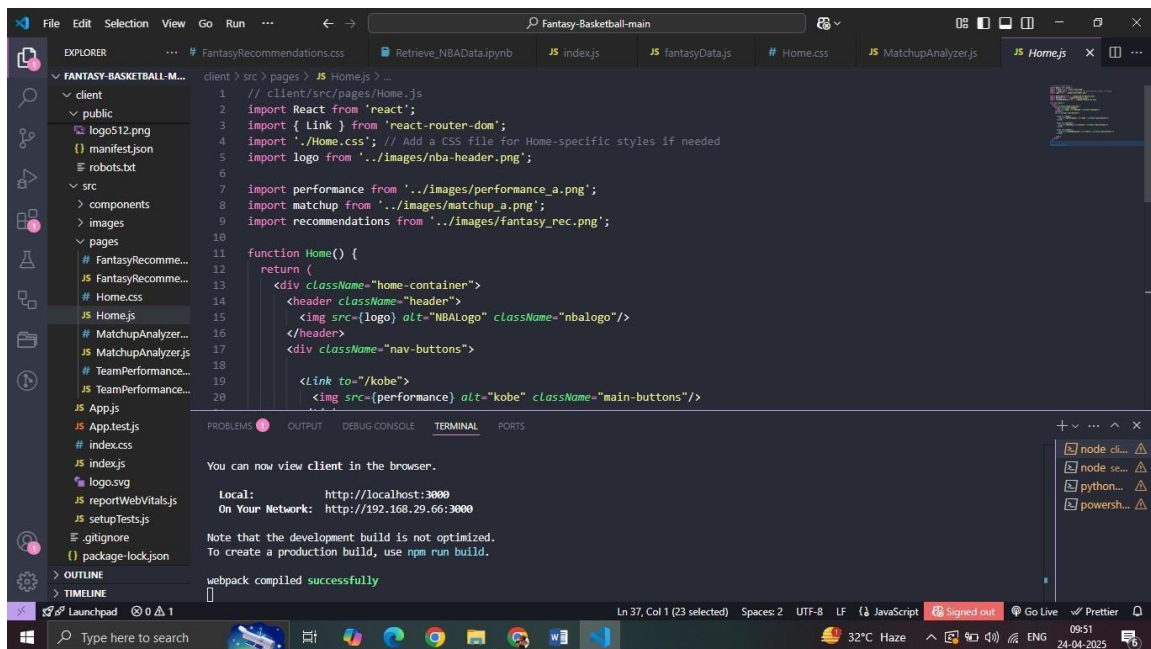 File Edit Selection View Go Run ... Fantasy-Basketball-main
EXPLORER ... # FantasyRecommendations.css Retrieve_NBAData.ipynb JS index.js JS fantasyData.js # Home.css JS MatchupAnalyzer.js JS Home.js
FANTASY-BASKETBALL-M...
client > src > pages > JS Home.js > ...
client
public
logo512.png
{} manifest.json
robots.txt
src
components
images
pages
# FantasyRecomme...
JS FantasyRecomme...
# Home.css
JS Home.js
# MatchupAnalyzer...
JS MatchupAnalyzer.js
# TeamPerformance...
JS TeamPerformance...
JS App.js
JS App.test.js
# index.css
JS index.js
logo.svg
JS reportWebVitals.js
JS setupTests.js
.gitignore
{} package-lock.json
OUTLINE
TIMELINE
1 // client/src/pages/Home.js
2 import React from 'react';
3 import { Link } from 'react-router-dom';
4 import './Home.css'; // Add a CSS file for Home-specific styles if needed
5 import logo from '../images/nba-header.png';
6
7 import performance from '../images/performance_a.png';
8 import matchup from '../images/matchup_a.png';
9 import recommendations from '../images/fantasy_rec.png';
10
11 function Home() {
12 return (
13 <div className="home-container">
14 <header className="header">
15 <img src={logo} alt="NBALogo" className="nbalogo"/>
16 </header>
17 <div className="nav-buttons">
18
19 <Link to="/kobe">
20 <img src={performance} alt="kobe" className="main-buttons"/>
PROBLEMS 1 OUTPUT DEBUG CONSOLE TERMINAL PORTS
You can now view client in the browser.
Local: http://localhost:3000
On Your Network: http://192.168.29.66:3000
Note that the development build is not optimized.
To create a production build, use npm run build.
webpack compiled successfully
node cli...
node se...
python...
powersh...
Launchpad 0 1 Ln 37, Col 1 (23 selected) Spaces: 2 UTF-8 LF JavaScript Signed out Go Live Prettier
Type here to search 32°C Haze ENG 09:51
24-04-2025 6